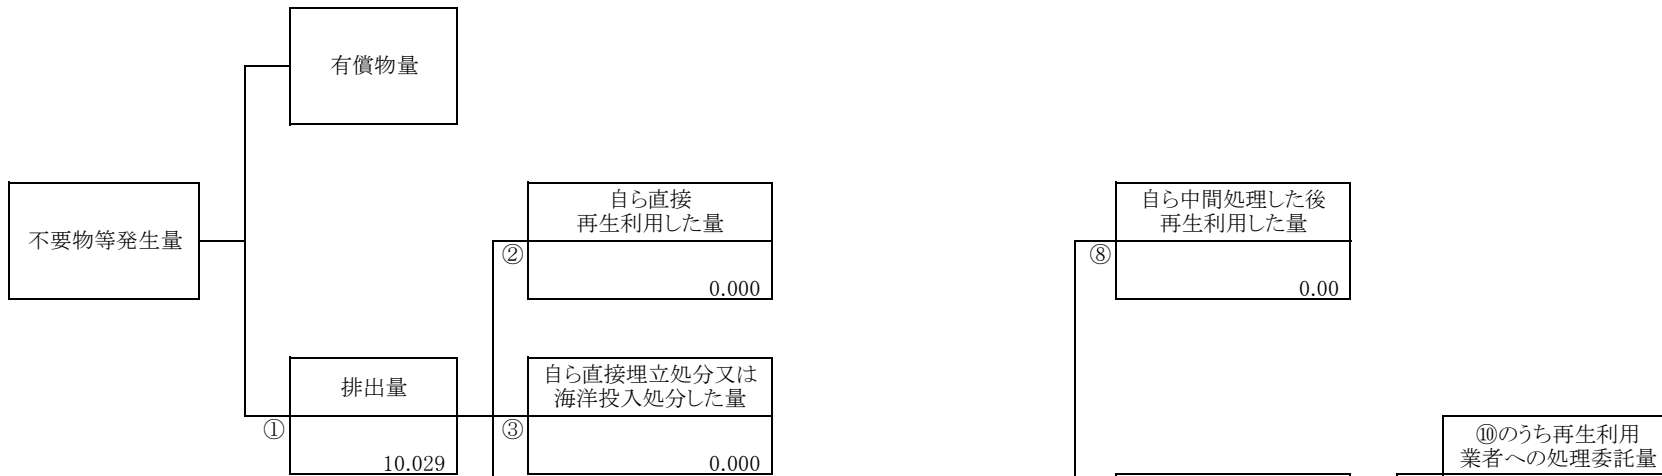 有償物量
不要物等発生量
自ら直接
再生利用した量
②
0.000
自ら中間処理した後
再生利用した量
⑧
0.00
排出量
①
10.029
自ら直接埋立処分又は
海洋投入処分した量
③
0.000
⑩のうち再生利用
業者への処理委託量